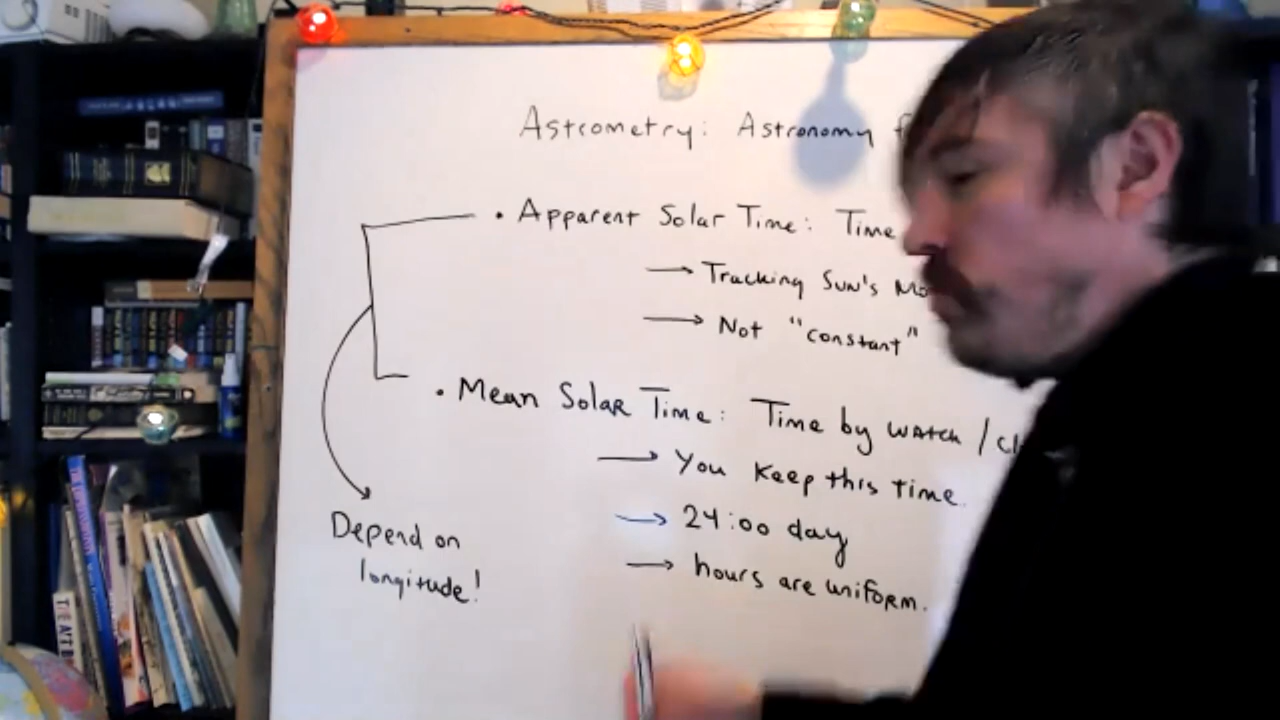 Astrometry: Astronomy
• Apparent Solar Time: Time
→ Tracking Sun's
→ Not "constant"
• Mean Solar Time: Time by watch /
→ You keep this time.
→ 24:00 day
→ hours are uniform.
Depend on
longitude!